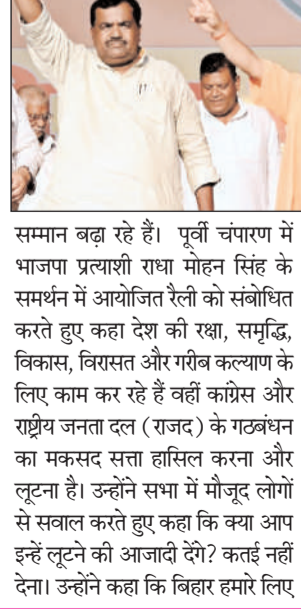 सम्मान बढ़ा रहे हैं। पूर्वी चंपारण में
भाजपा प्रत्याशी राधा मोहन सिंह के
समर्थन में आयोजित रैली को संबोधित
करते हुए कहा देश की रक्षा, समृद्धि,
विकास, विरासत और गरीब कल्याण के
लिए काम कर रहे हैं वहीं कांग्रेस और
राष्ट्रीय जनता दल (राजद) के गठबंधन
का मकसद सत्ता हासिल करना और
लूटना है। उन्होंने सभा में मौजूद लोगों
से सवाल करते हुए कहा कि क्या आप
इन्हें लूटने की आजादी देंगे? कतई नहीं
देना। उन्होंने कहा कि बिहार हमारे लिए